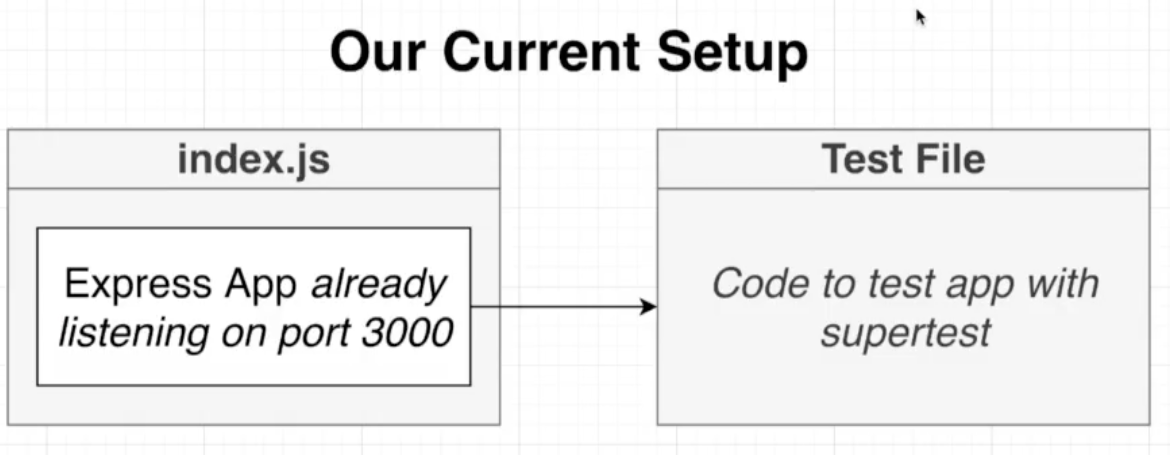 Our Current Setup
index.js
Express App already
listening on port 3000
Test File
Code to test app with
supertest